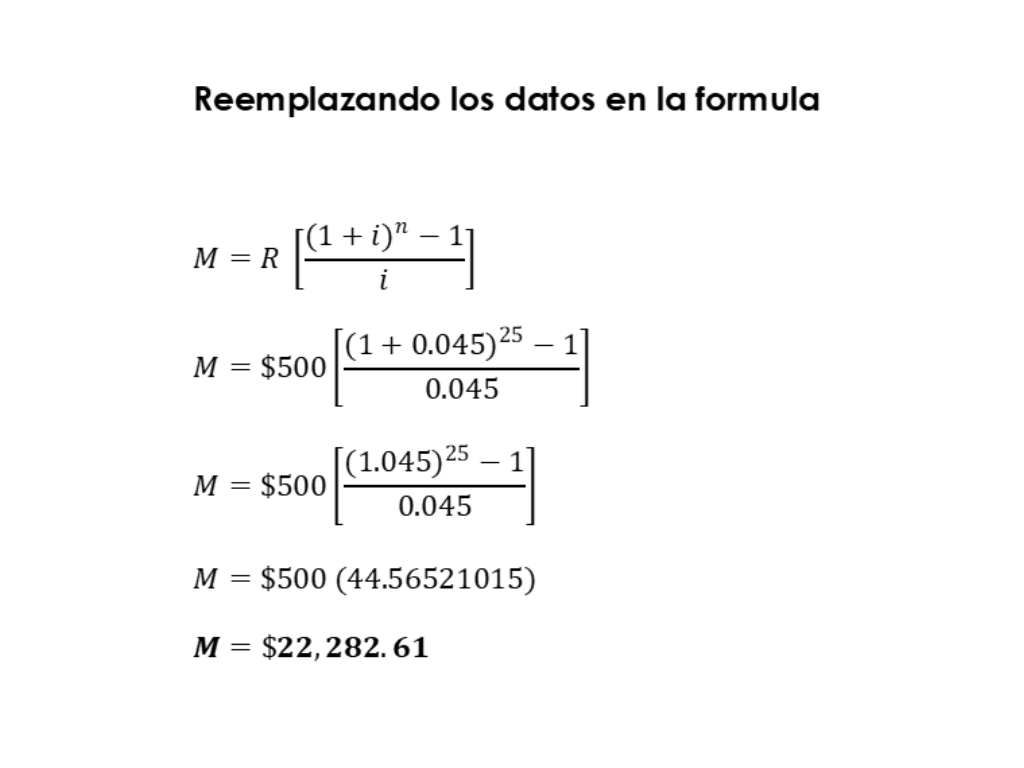 Reemplazando los datos en la formula
M = R [((1 + i)ⁿ − 1) / i]
M = $500 [((1 + 0.045)²⁵ − 1) / 0.045]
M = $500 [((1.045)²⁵ − 1) / 0.045]
M = $500 (44.56521015)
M = $22,282.61